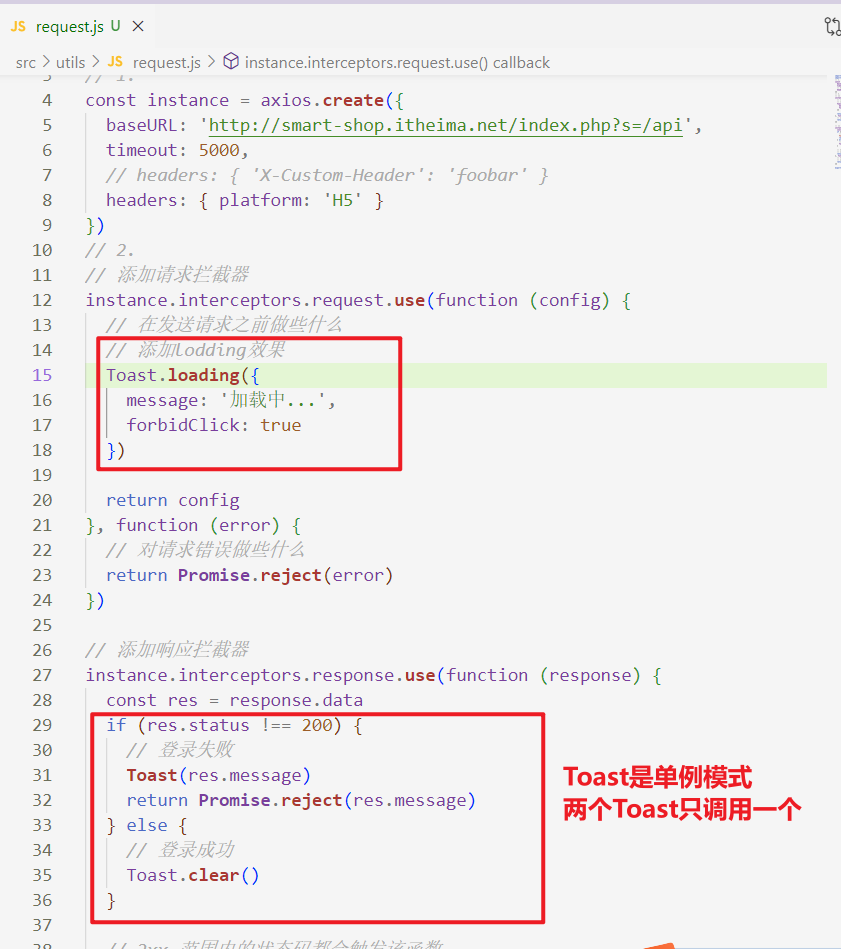 JS request.js U
src > utils > JS request.js > instance.interceptors.request.use() callback
3 // 1.
4 const instance = axios.create({
5 baseURL: 'http://smart-shop.itheima.net/index.php?s=/api',
6 timeout: 5000,
7 // headers: { 'X-Custom-Header': 'foobar' }
8 headers: { platform: 'H5' }
9 })
10 // 2.
11 // 添加请求拦截器
12 instance.interceptors.request.use(function (config) {
13 // 在发送请求之前做些什么
14 // 添加Lodding效果
15 Toast.loading({
16 message: '加载中...',
17 forbidClick: true
18 })
19
20 return config
21 }, function (error) {
22 // 对请求错误做些什么
23 return Promise.reject(error)
24 })
25
26 // 添加响应拦截器
27 instance.interceptors.response.use(function (response) {
28 const res = response.data
29 if (res.status !== 200) {
30 // 登录失败
31 Toast(res.message)
32 return Promise.reject(res.message)
33 } else {
34 // 登录成功
35 Toast.clear()
36 }
37
38 // 2xx 范围内的状态码都会触发该函数
Toast是单例模式
两个Toast只调用一个